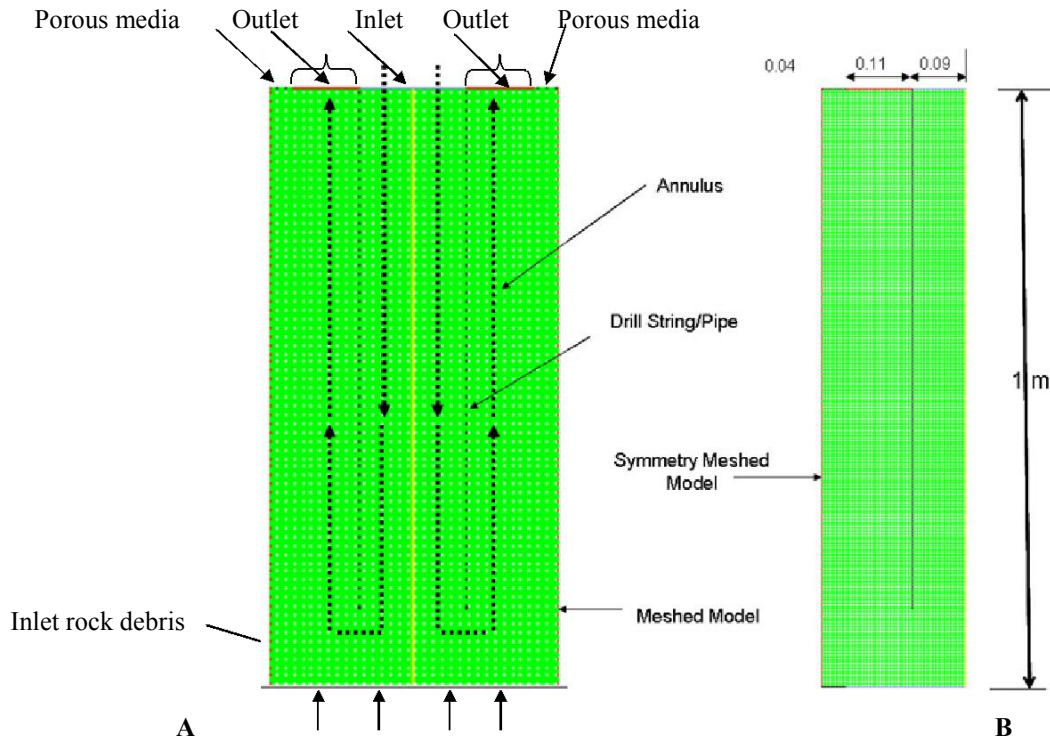 Porous media
Outlet
Inlet
Outlet
Porous media
0.04
0.11
0.09
Annulus
Drill String/Pipe
1 m
Symmetry Meshed
Model
Meshed Model
Inlet rock debris
A
B